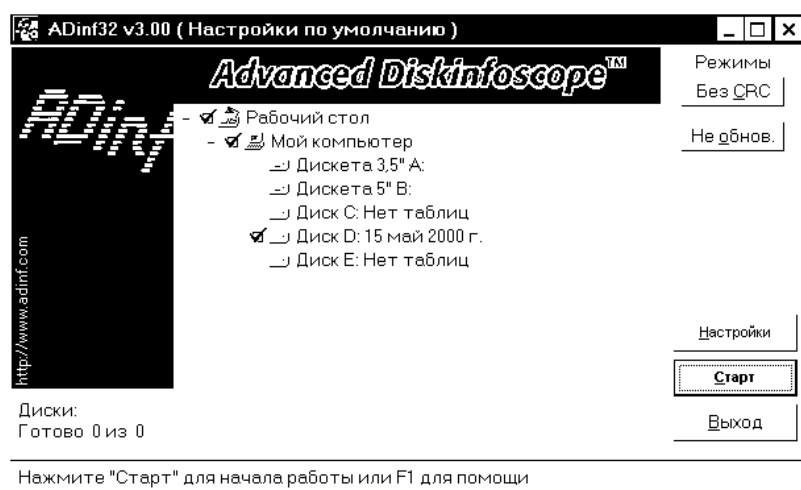 ADinf32 v3.00 ( Настройки по умолчанию )
Advanced Diskinfoscope™
ADinf
http://www.adinf.com
Рабочий стол
Мой компьютер
Дискета 3,5" A:
Дискета 5" B:
Диск C: Нет таблиц
Диск D: 15 май 2000 г.
Диск E: Нет таблиц
Режимы
Без CRC
Не обнов.
Настройки
Старт
Выход
Диски:
Готово 0 из 0
Нажмите "Старт" для начала работы или F1 для помощи